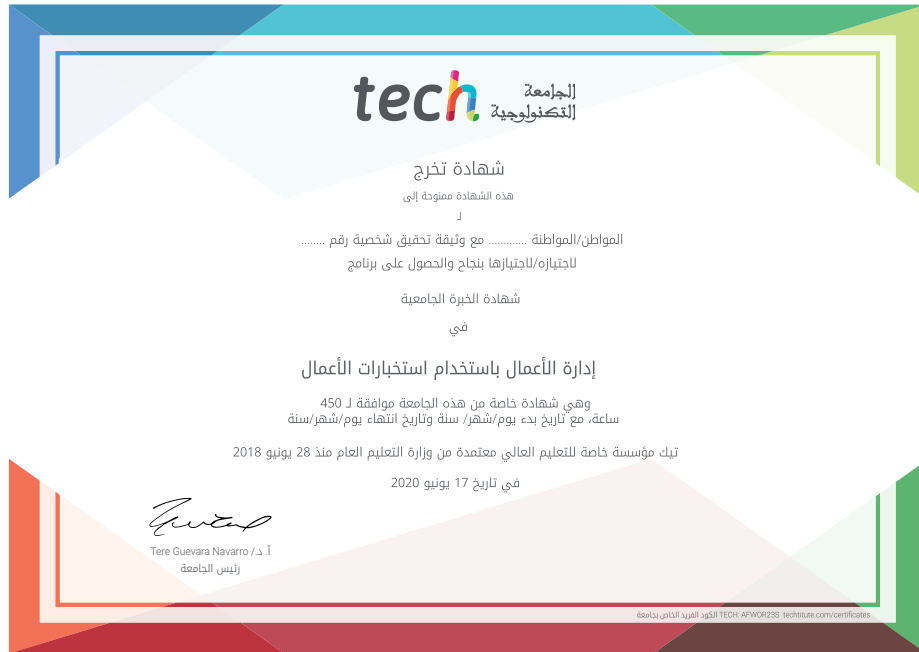 tech الجامعة
التكنولوجية
شهادة تخرج
هذه الشهادة ممنوحة إلى
لـ
المواطن/المواطنة ............. مع وثيقة تحقيق شخصية رقم ........
لاجتيازه/لاجتيازها بنجاح والحصول على برنامج
شهادة الخبرة الجامعية
في
إدارة الأعمال باستخدام استخبارات الأعمال
وهي شهادة خاصة من هذه الجامعة موافقة لـ 450
ساعة، مع تاريخ بدء يوم/شهر/ سنة وتاريخ انتهاء يوم/شهر/سنة
تيك مؤسسة خاصة للتعليم العالي معتمدة من وزارة التعليم العام منذ 28 يونيو 2018
في تاريخ 17 يونيو 2020
أ. د./ Tere Guevara Navarro
رئيس الجامعة
الكود الفريد الخاص بجامعة TECH: AFWOR23S techtitute.com/certificates